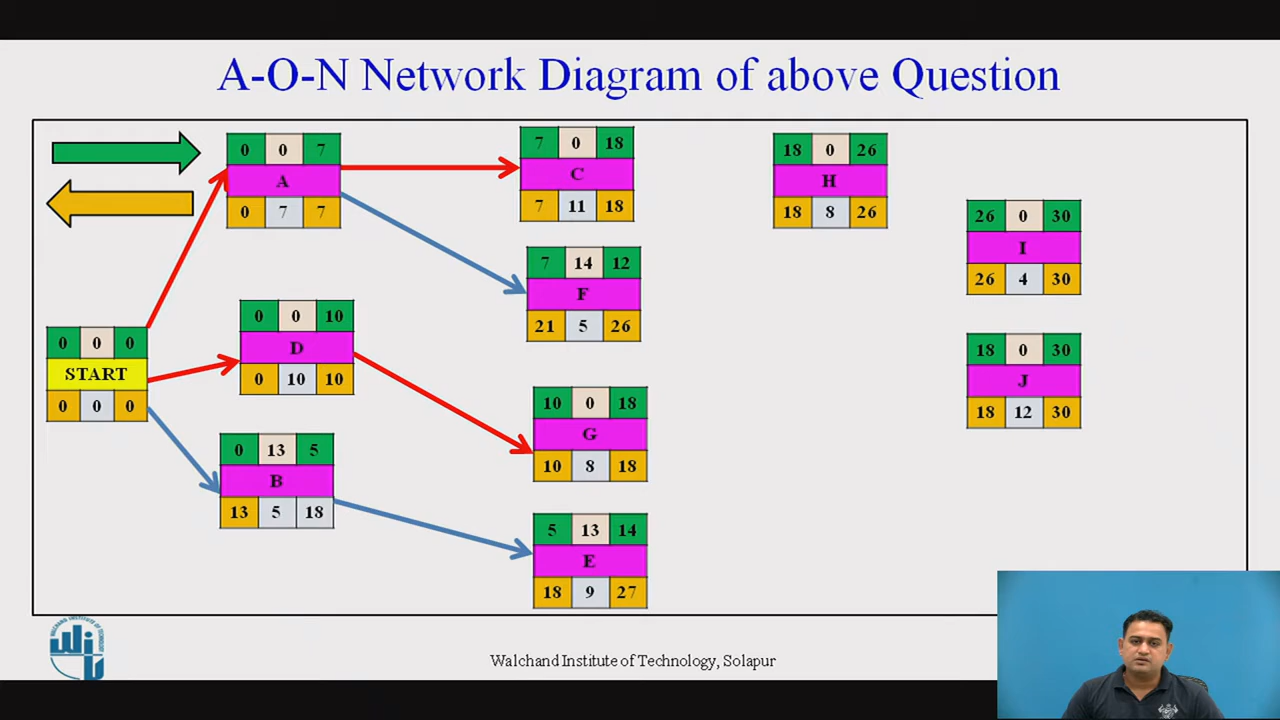 A-O-N Network Diagram of above Question
0 0 7
A
0 7 7
7 0 18
C
7 11 18
18 0 26
H
18 8 26
26 0 30
I
26 4 30
7 14 12
F
21 5 26
0 0 10
D
0 10 10
0 0 0
START
0 0 0
18 0 30
J
18 12 30
10 0 18
G
10 8 18
0 13 5
B
13 5 18
5 13 14
E
18 9 27
Walchand Institute of Technology, Solapur